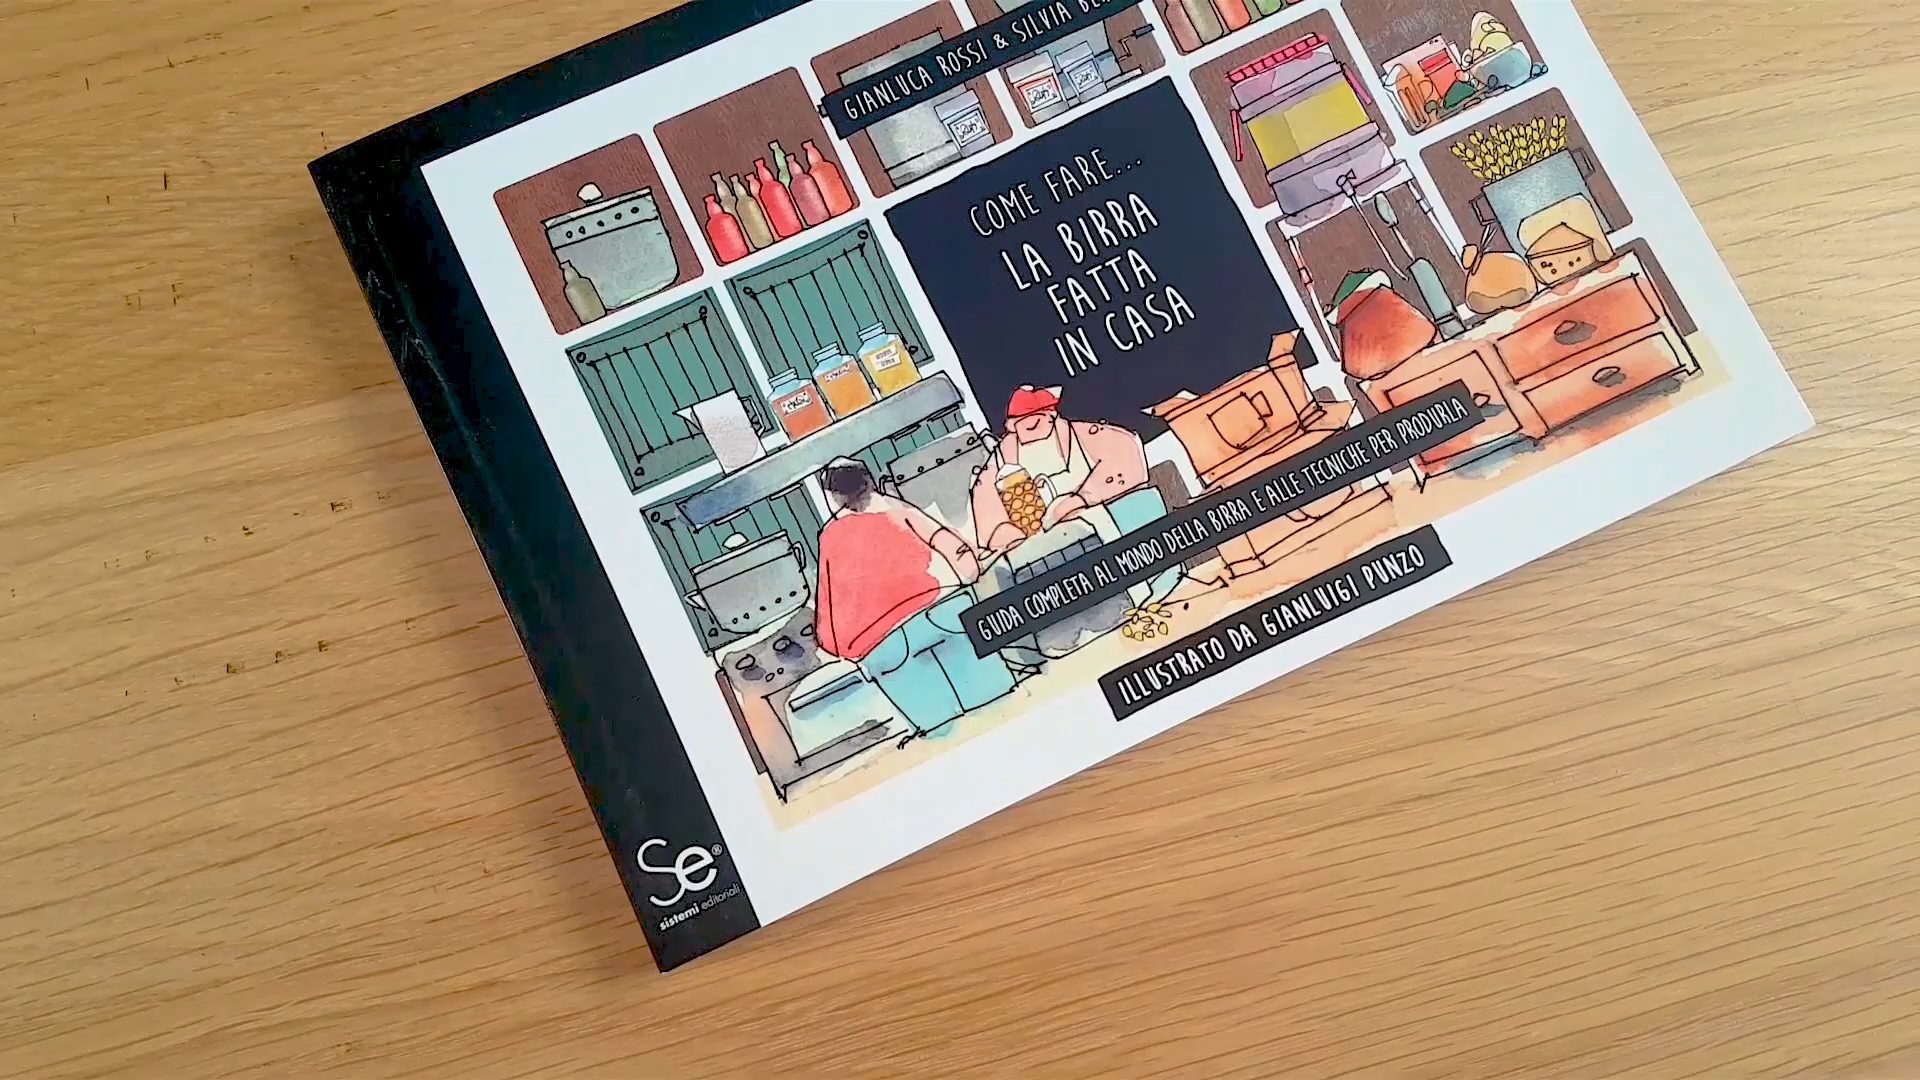 GIANLUCA ROSSI & SILVIA
COME FARE...
LA BIRRA
FATTA
IN CASA
GUIDA COMPLETA AL MONDO DELLA BIRRA E ALLE TECNICHE PER PRODURLA
ILLUSTRATO DA GIANLUIGI PUNZO
Se®
sistemi editoriali